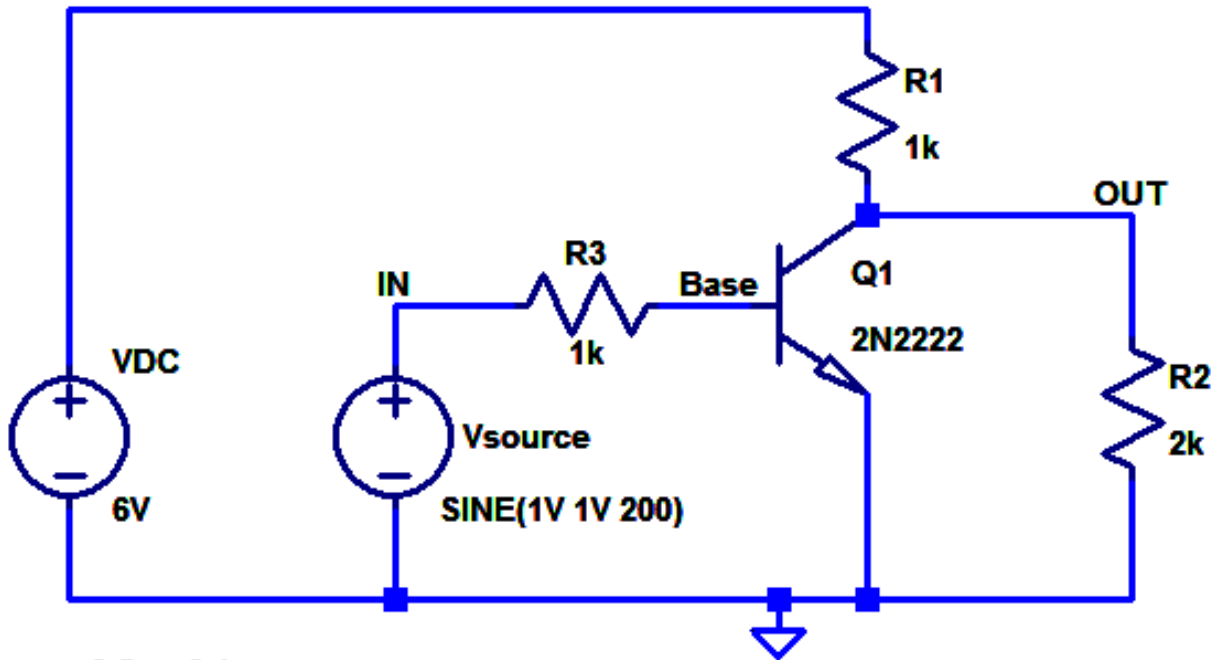 R1
1k
OUT
R3
IN
Base
Q1
1k
2N2222
VDC
R2
Vsource
2k
6V
SINE(1V 1V 200)